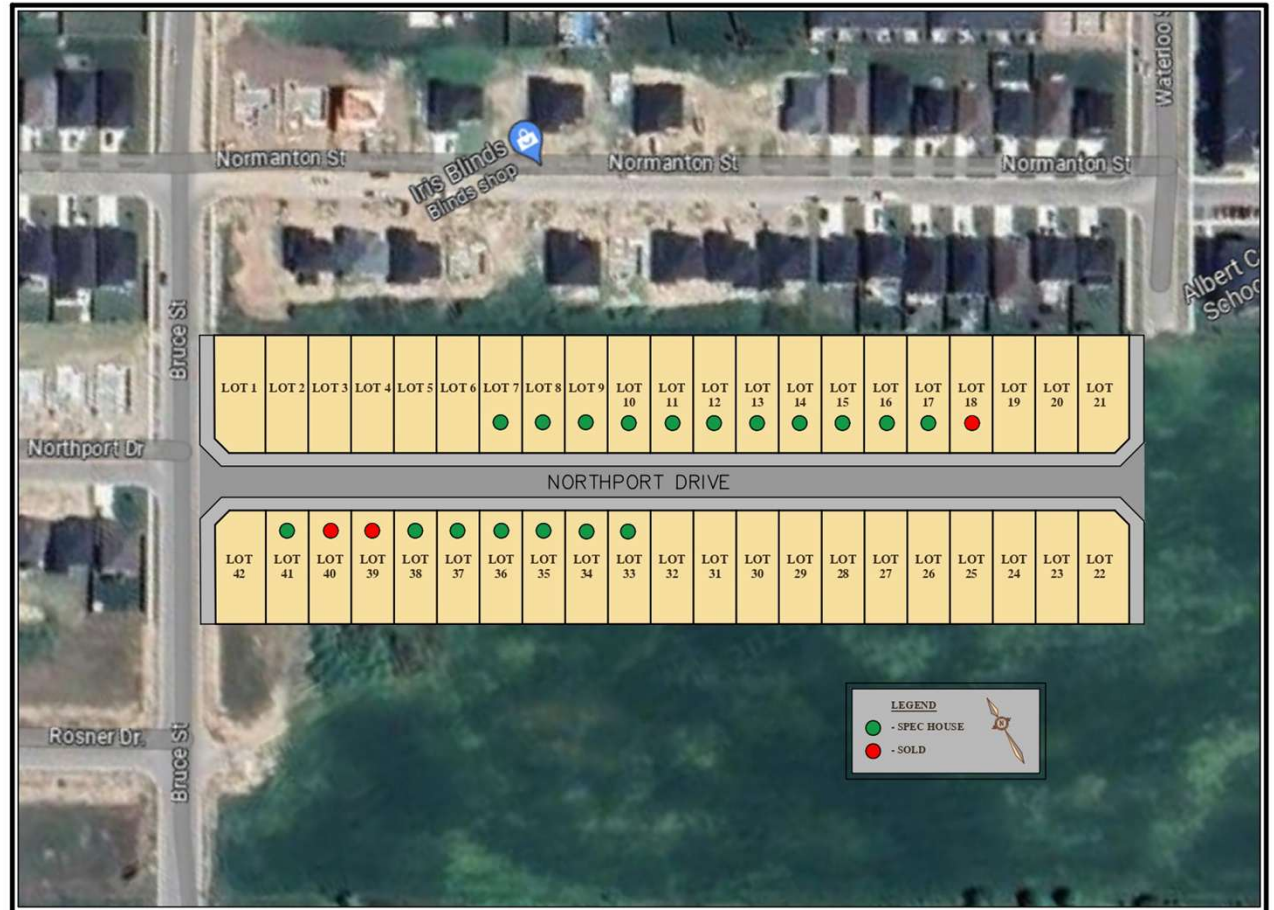 Waterloo S
Normanton St
Normanton St
Normanton St
Iris Blinds
Blinds shop
Albert C
Schoo
Bruce St
LOT 1
LOT 2
LOT 3
LOT 4
LOT 5
LOT 6
LOT 7
LOT 8
LOT 9
LOT
10
LOT
11
LOT
12
LOT
13
LOT
14
LOT
15
LOT
16
LOT
17
LOT
18
LOT
19
LOT
20
LOT
21
Northport Dr
NORTHPORT DRIVE
LOT
42
LOT
41
LOT
40
LOT
39
LOT
38
LOT
37
LOT
36
LOT
35
LOT
34
LOT
33
LOT
32
LOT
31
LOT
30
LOT
29
LOT
28
LOT
27
LOT
26
LOT
25
LOT
24
LOT
23
LOT
22
Rosner Dr.
Bruce St
LEGEND
- SPEC HOUSE
- SOLD
N